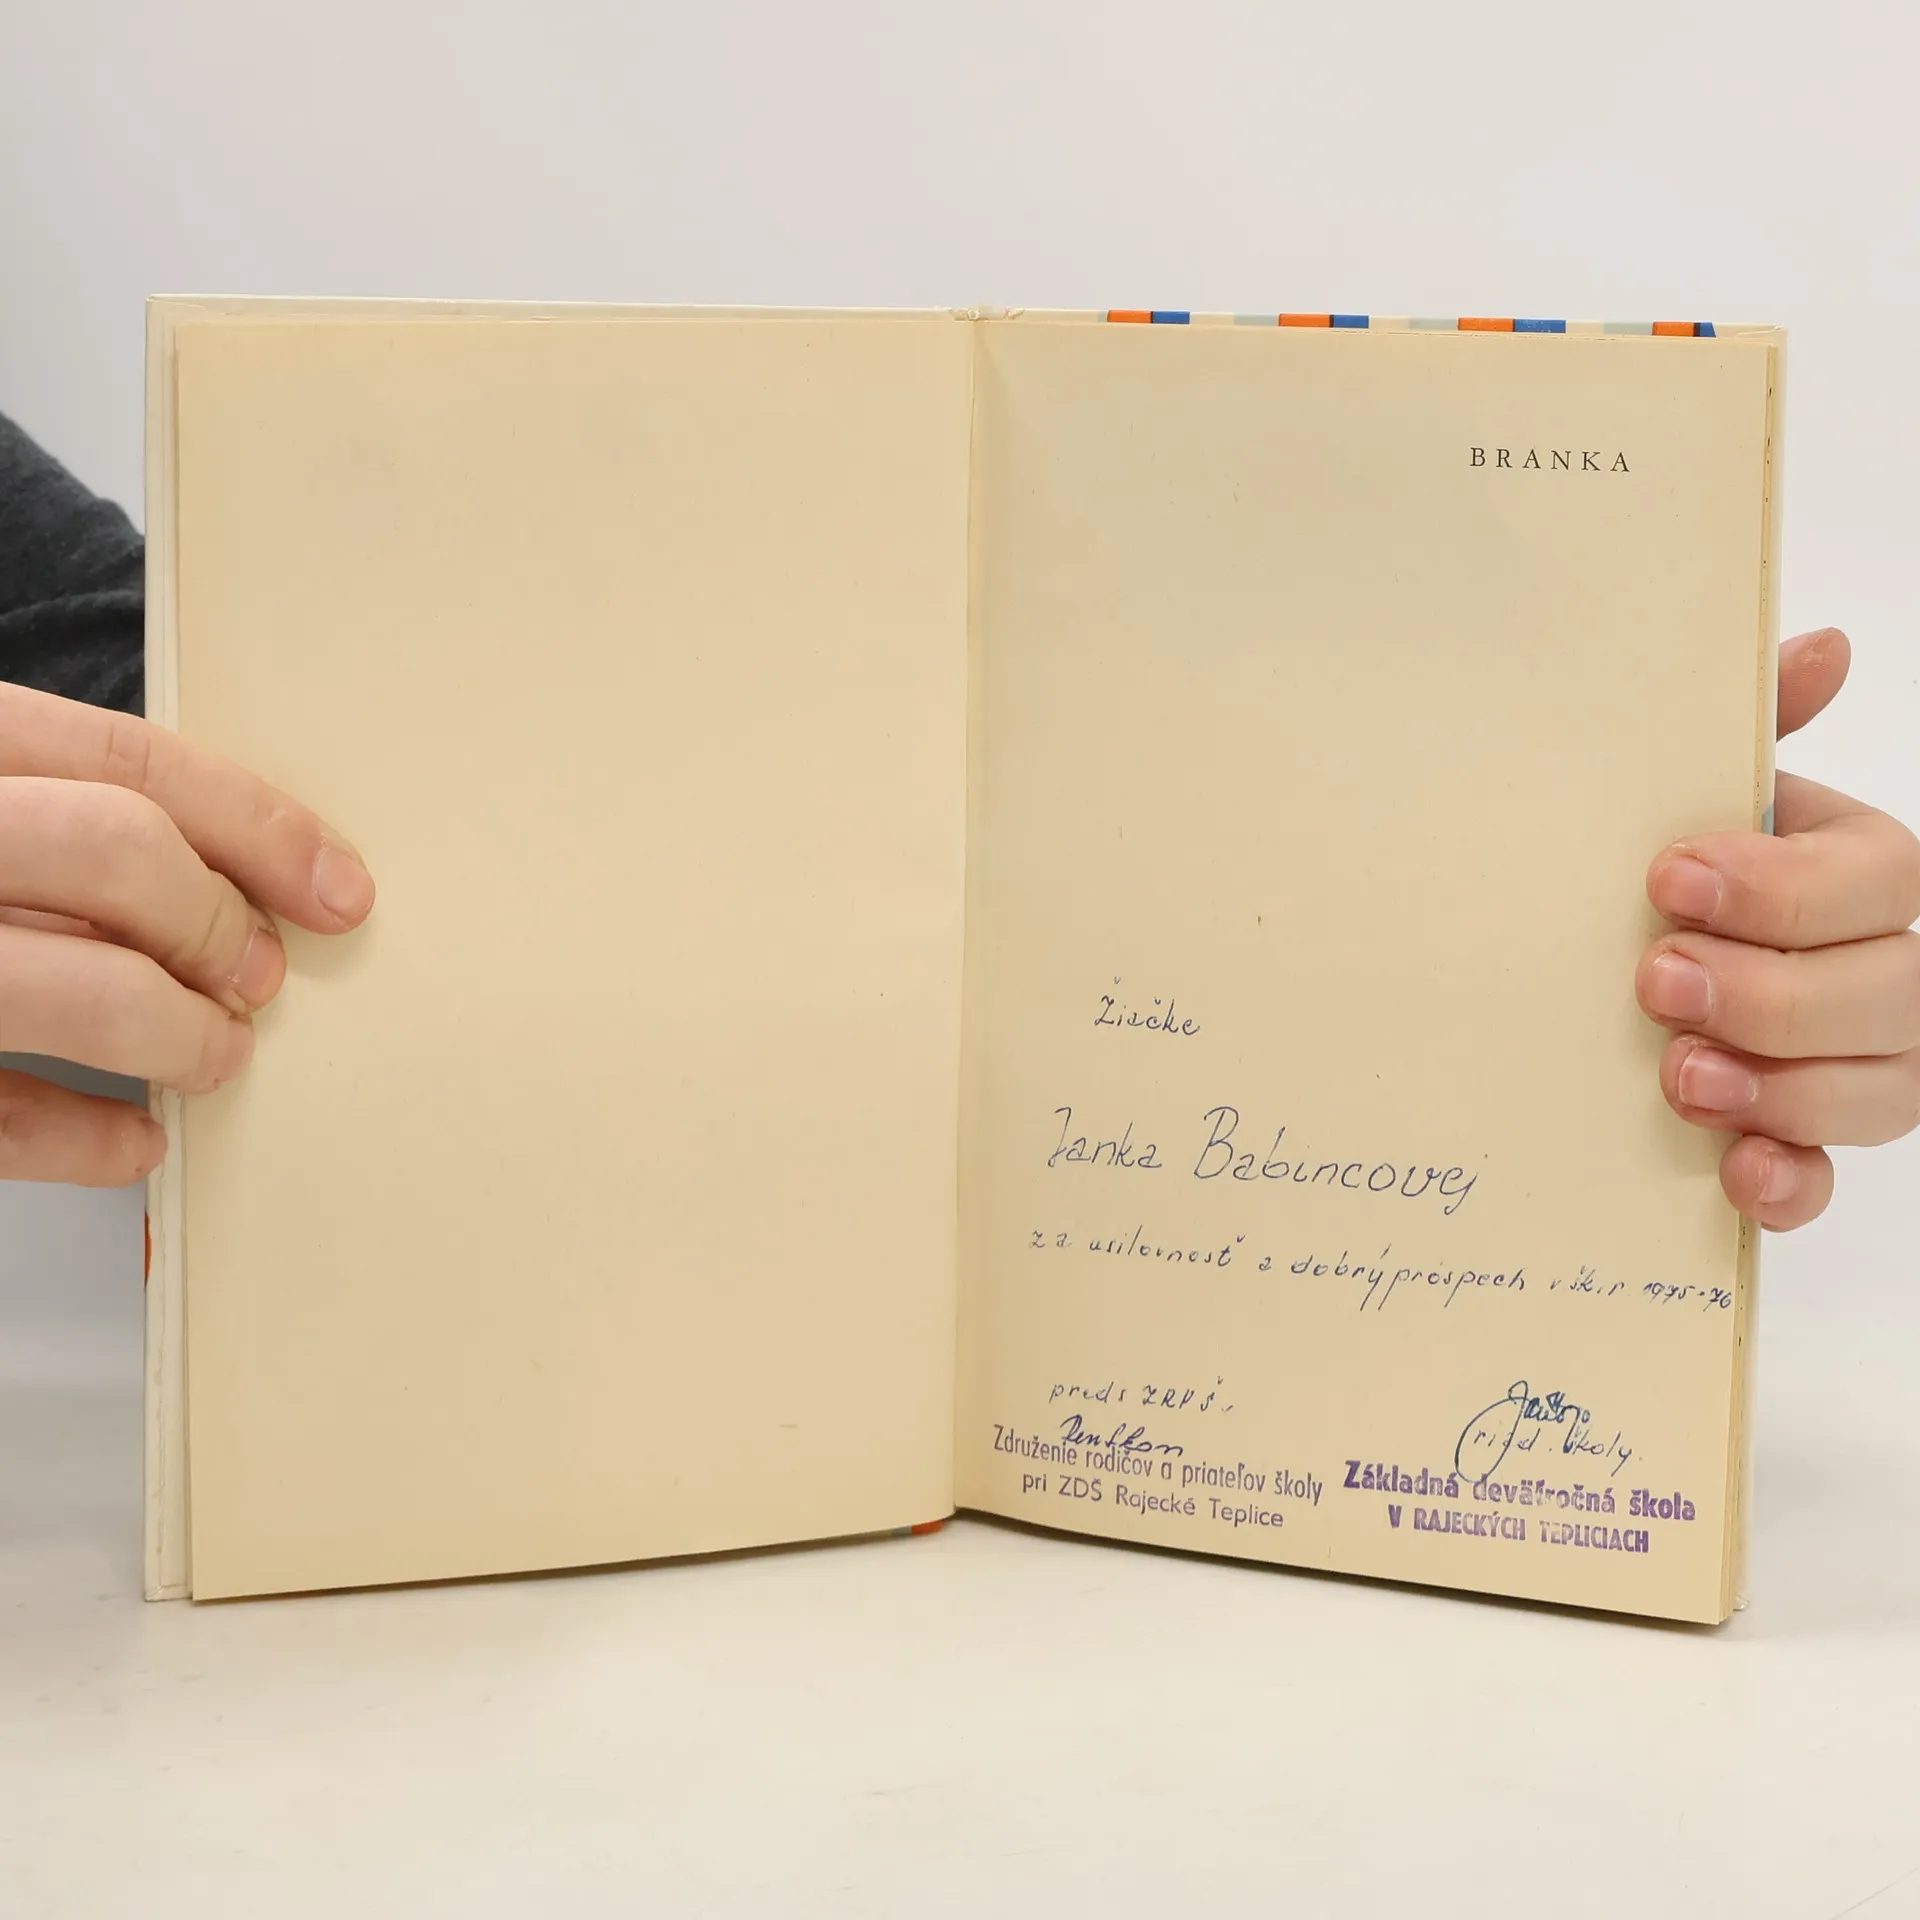 BRANKA
Žiačke
Janka Babincovej
za usilovnosť a dobrý prospech v šk. r. 1975-76
preds ZRPŠ.
riad. školy.
Združenie rodičov a priateľov školy
pri ZDŠ Rajecké Teplice
Základná deväťročná škola
V RAJECKÝCH TEPLICIACH